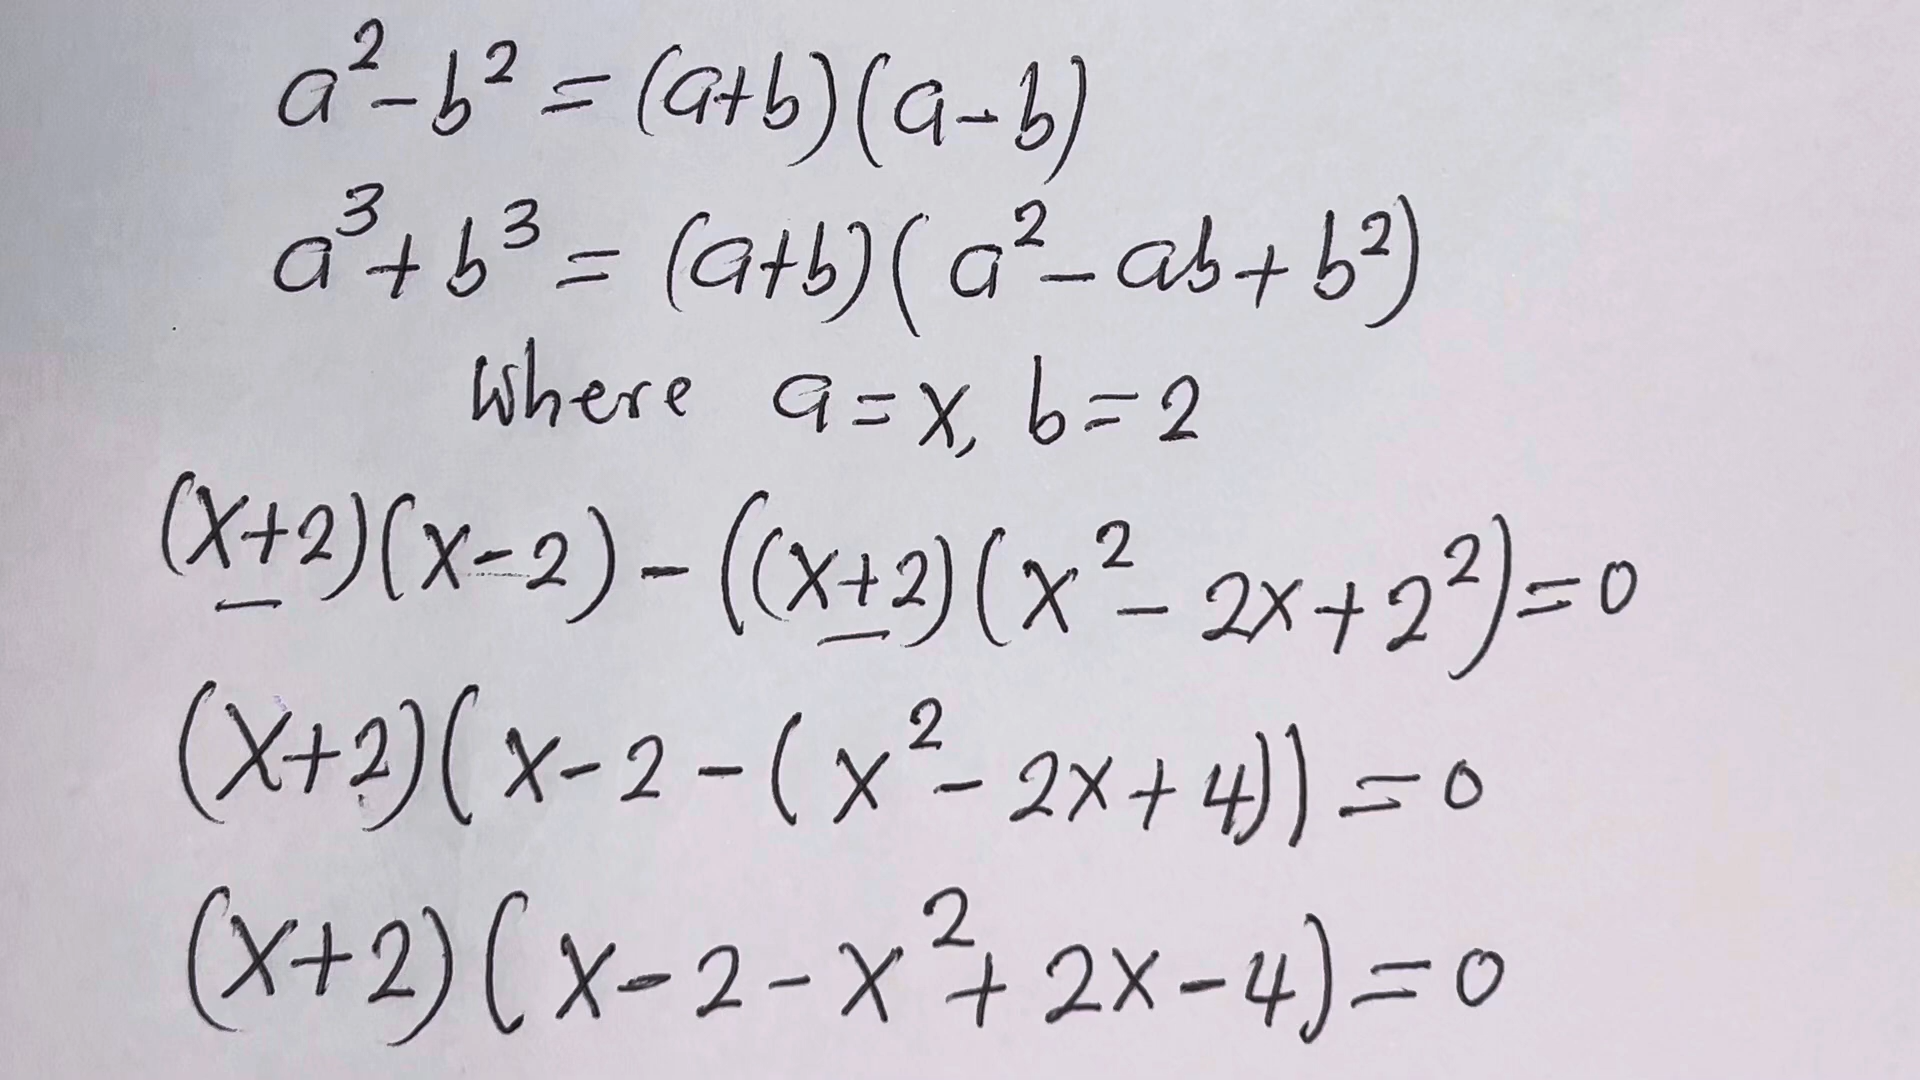 a² - b² = (a+b)(a-b)
a³ + b³ = (a+b)(a² - ab + b²)
Where a = x, b = 2
(x+2)(x-2) - ((x+2)(x² - 2x + 2²) = 0
(x+2)(x-2-(x² - 2x + 4)) = 0
(x+2)(x-2-x² + 2x - 4) = 0